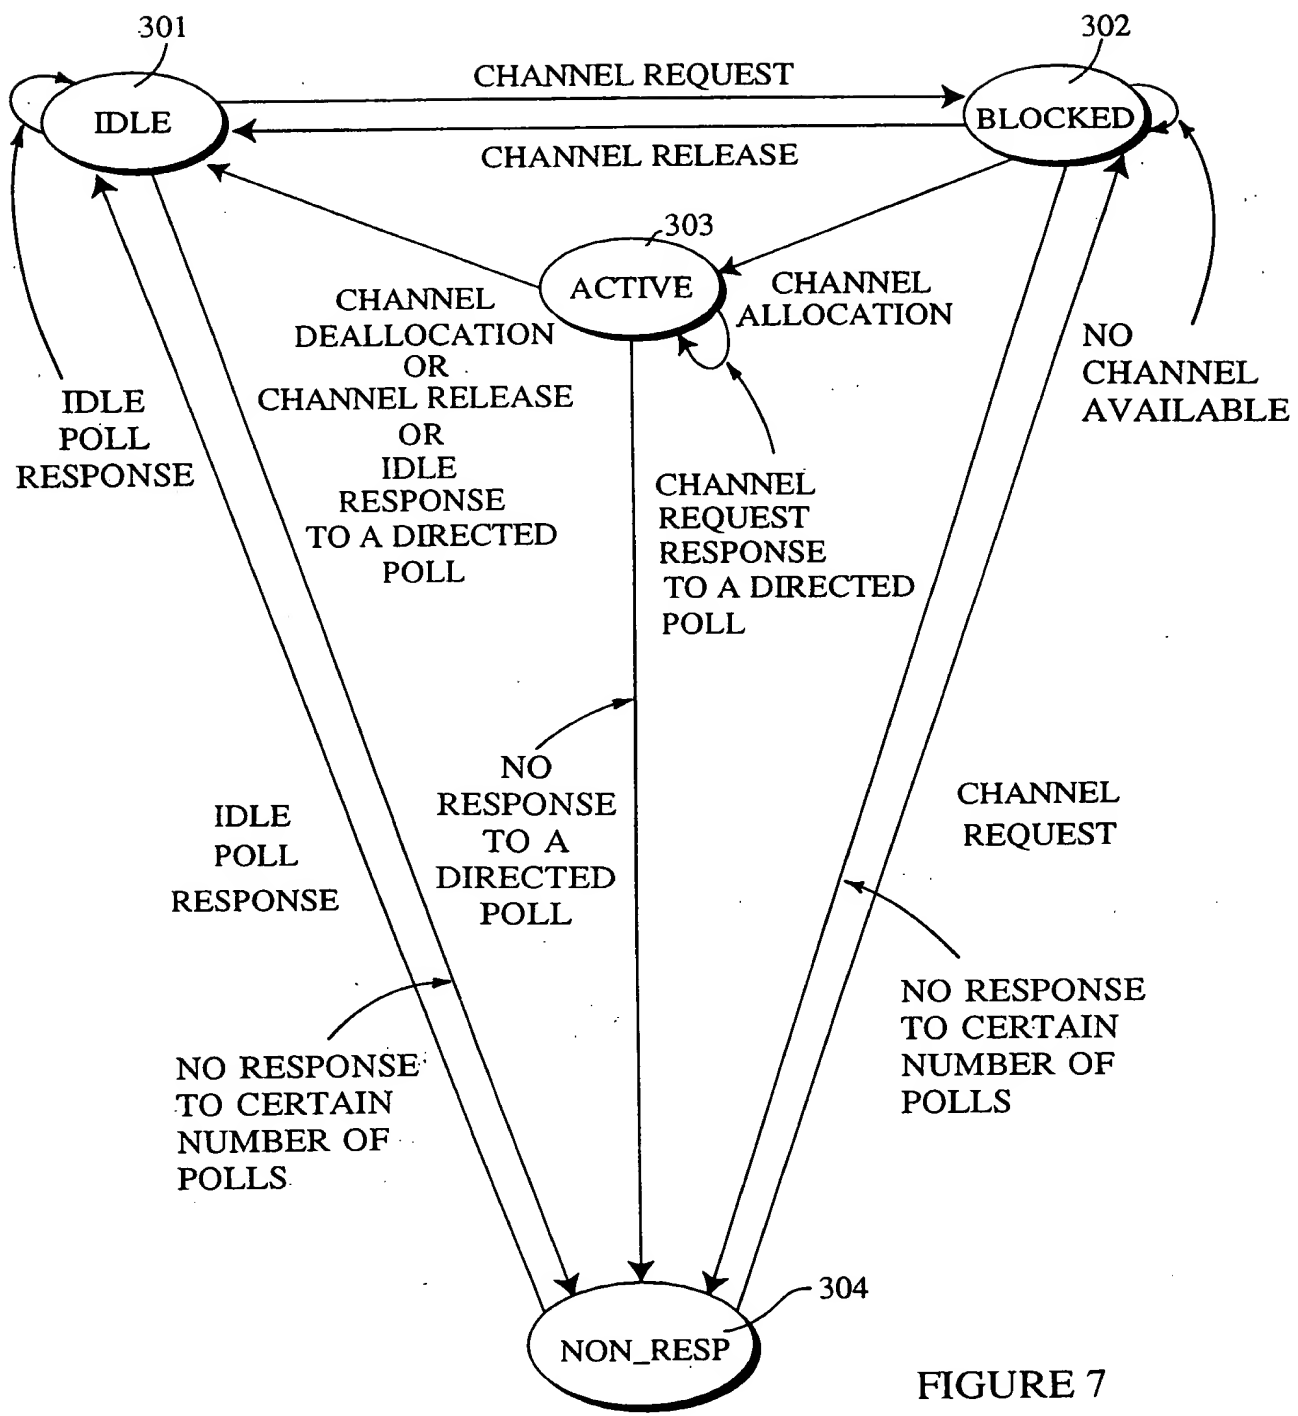 301
302
IDLE
CHANNEL REQUEST
BLOCKED
CHANNEL RELEASE
303
ACTIVE
CHANNEL
ALLOCATION
CHANNEL
DEALLOCATION
OR
CHANNEL RELEASE
OR
IDLE
RESPONSE
TO A DIRECTED
POLL
NO
CHANNEL
AVAILABLE
IDLE
POLL
RESPONSE
CHANNEL
REQUEST
RESPONSE
TO A DIRECTED
POLL
NO
RESPONSE
TO A
DIRECTED
POLL
IDLE
POLL
RESPONSE
CHANNEL
REQUEST
NO RESPONSE
TO CERTAIN
NUMBER OF
POLLS
NO RESPONSE
TO CERTAIN
NUMBER OF
POLLS
304
NON_RESP
FIGURE 7